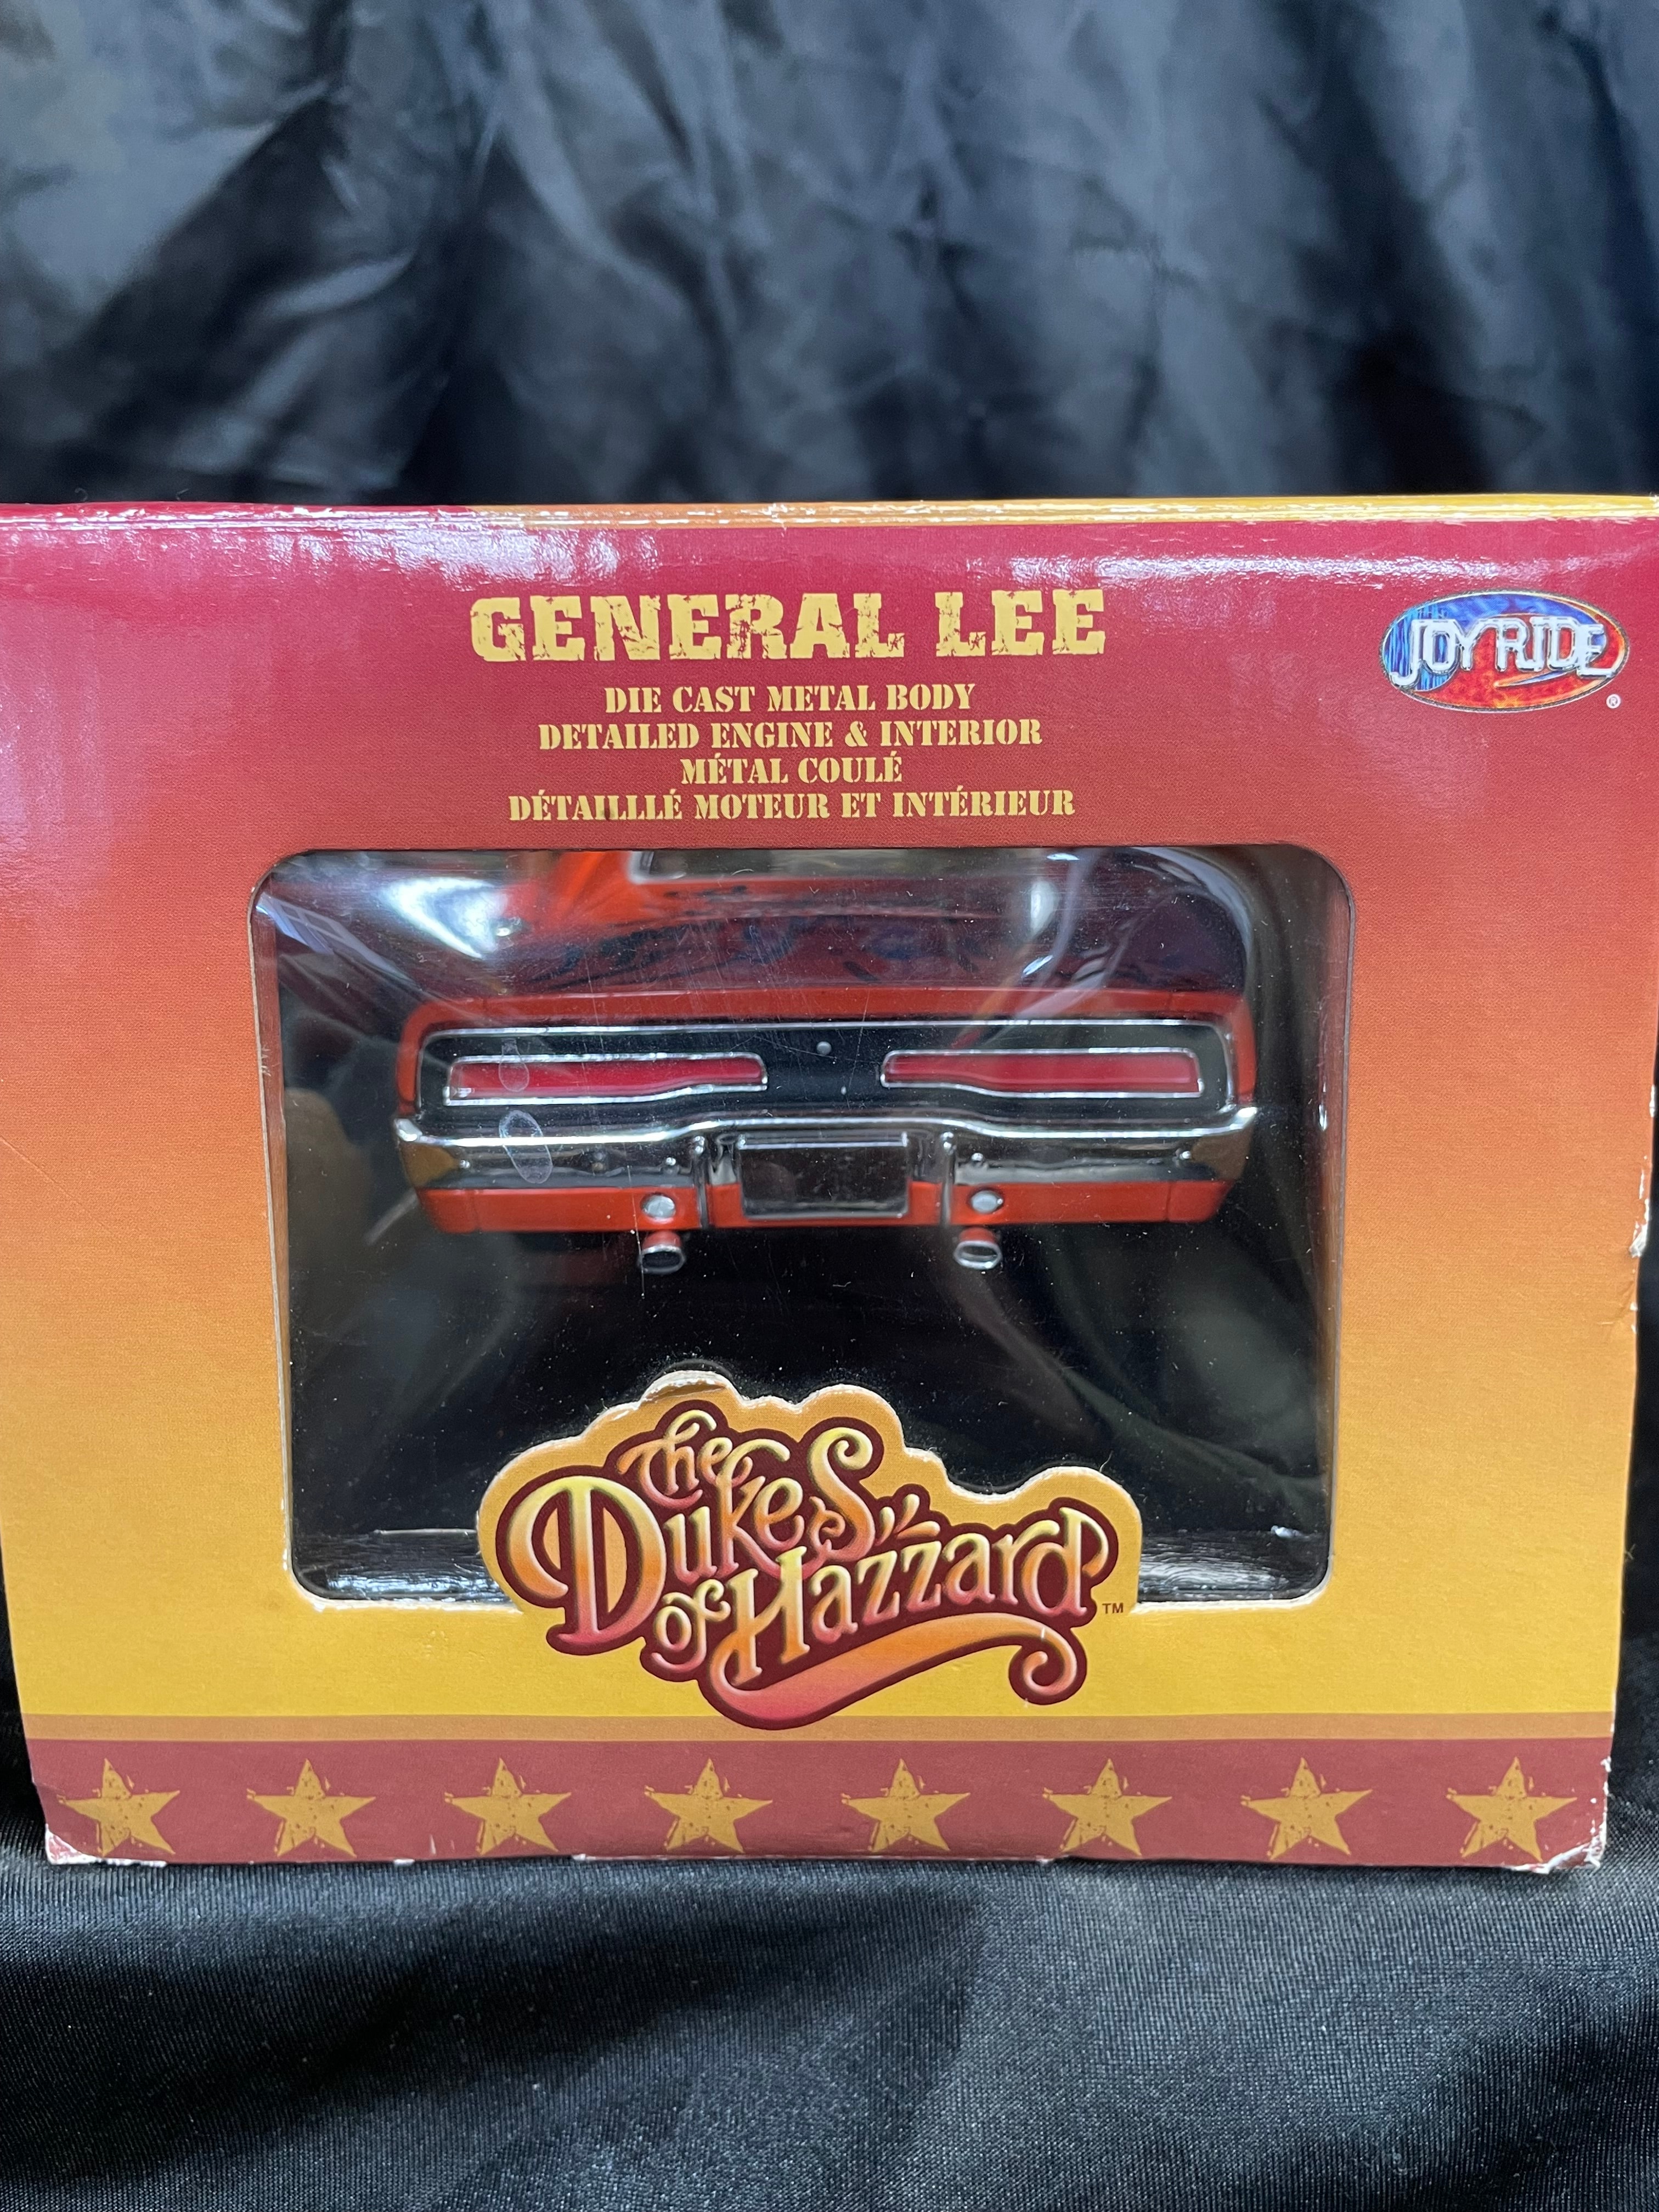 GENERAL LEE
JOYRIDE
®
DIE CAST METAL BODY
DETAILED ENGINE & INTERIOR
MÉTAL COULÉ
DÉTAILLLÉ MOTEUR ET INTÉRIEUR
The
Dukes
of Hazzard
TM